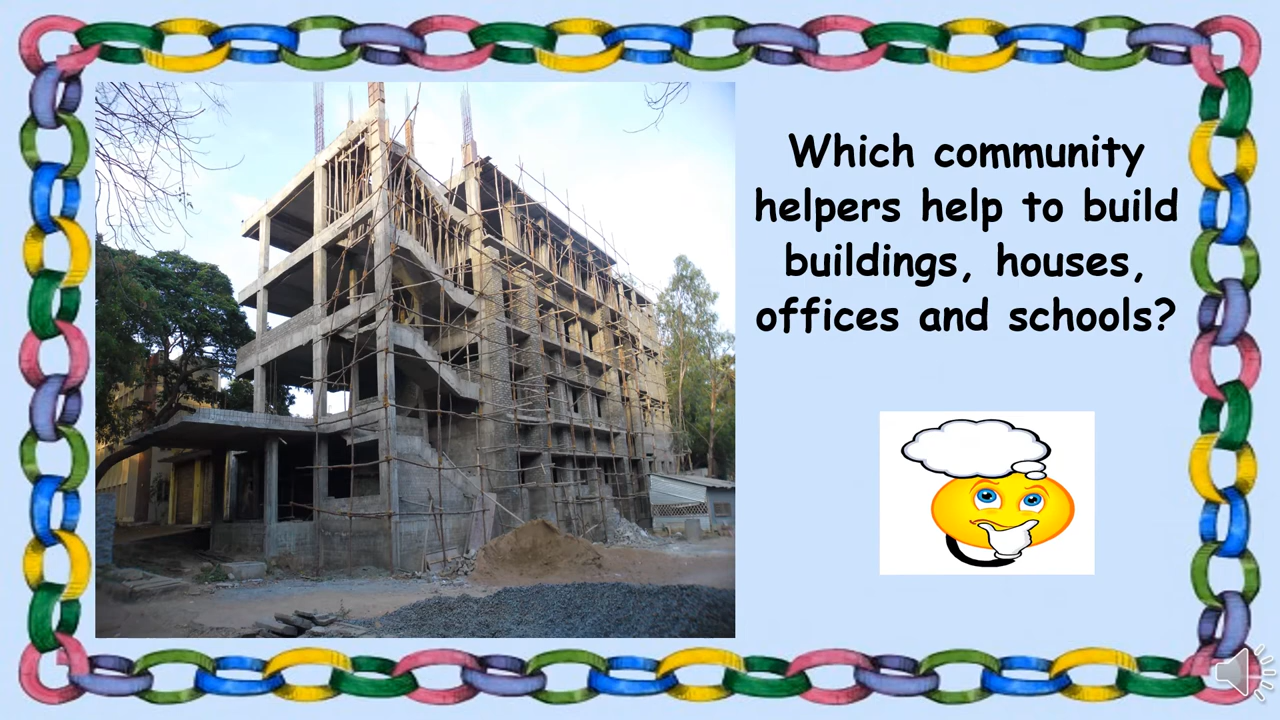 Which community
helpers help to build
buildings, houses,
offices and schools?